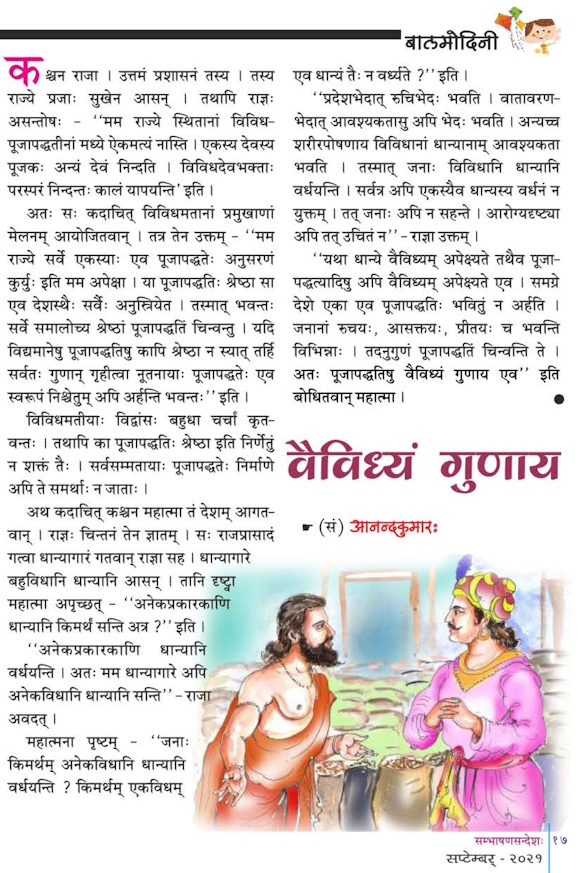 बालमोदिनी
कश्चन राजा । उत्तमं प्रशासनं तस्य । तस्य
राज्ये प्रजाः सुखेन आसन् । तथापि राज्ञः
असन्तोषः - ‘‘मम राज्ये स्थितानां विविध-
पूजापद्धतीनां मध्ये ऐकमत्यं नास्ति । एकस्य देवस्य
पूजकः अन्यं देवं निन्दति । विविधदेवभक्ताः
परस्परं निन्दन्तः कालं यापयन्ति’ इति ।
अतः सः कदाचित् विविधमतानां प्रमुखाणां
मेलनम् आयोजितवान् । तत्र तेन उक्तम् - ‘‘मम
राज्ये सर्वे एकस्याः एव पूजापद्धतेः अनुसरणं
कुर्युः इति मम अपेक्षा । या पूजापद्धतिः श्रेष्ठा सा
एव देशस्थैः सर्वैः अनुस्रियेत । तस्मात् भवन्तः
सर्वे समालोच्य श्रेष्ठां पूजापद्धतिं चिन्वन्तु । यदि
विद्यमानेषु पूजापद्धतिषु कापि श्रेष्ठा न स्यात् तर्हि
सर्वतः गुणान् गृहीत्वा नूतनायाः पूजापद्धतेः एव
स्वरूपं निश्चेतुम् अपि अर्हन्ति भवन्तः’’ इति ।
विविधमतीयाः विद्वांसः बहुधा चर्चां कृत-
वन्तः । तथापि का पूजापद्धतिः श्रेष्ठा इति निर्णेतुं
न शक्तं तैः । सर्वसम्मतायाः पूजापद्धतेः निर्माणे
अपि ते समर्थाः न जाताः ।
अथ कदाचित् कश्चन महात्मा तं देशम् आगत-
वान् । राज्ञः चिन्तनं तेन ज्ञातम् । सः राजप्रासादं
गत्वा धान्यागारं गतवान् राज्ञा सह । धान्यागारे
बहुविधानि धान्यानि आसन् । तानि दृष्ट्वा
महात्मा अपृच्छत् - ‘‘अनेकप्रकारकाणि
धान्यानि किमर्थं सन्ति अत्र ?’’ इति ।
‘‘अनेकप्रकारकाणि धान्यानि
वर्धयन्ति । अतः मम धान्यागारे अपि
अनेकविधानि धान्यानि सन्ति’’ - राजा
अवदत् ।
महात्मना पृष्टम् - ‘‘जनाः
किमर्थम् अनेकविधानि धान्यानि
वर्धयन्ति ? किमर्थम् एकविधम्
एव धान्यं तैः न वर्ध्यते ?’’ इति ।
‘‘प्रदेशभेदात् रुचिभेदः भवति । वातावरण-
भेदात् आवश्यकतासु अपि भेदः भवति । अन्यच्च
शरीरपोषणाय विविधानां धान्यानाम् आवश्यकता
भवति । तस्मात् जनाः विविधानि धान्यानि
वर्धयन्ति । सर्वत्र अपि एकस्यैव धान्यस्य वर्धनं न
युक्तम् । तत् जनाः अपि न सहन्ते । आरोग्यदृष्ट्या
अपि तत् उचितं न’’ - राज्ञा उक्तम् ।
‘‘यथा धान्ये वैविध्यम् अपेक्ष्यते तथैव पूजा-
पद्धत्यादिषु अपि वैविध्यम् अपेक्ष्यते एव । समग्रे
देशे एका एव पूजापद्धतिः भवितुं न अर्हति ।
जनानां रुचयः, आसक्तयः, प्रीतयः च भवन्ति
विभिन्नाः । तदनुगुणं पूजापद्धतिं चिन्वन्ति ते ।
अतः पूजापद्धतिषु वैविध्यं गुणाय एव’’ इति
बोधितवान् महात्मा ।
वैविध्यं गुणाय
☛ (सं) आनन्दकुमारः
सम्भाषणसन्देशः १७
सप्टेम्बर् - २०२१